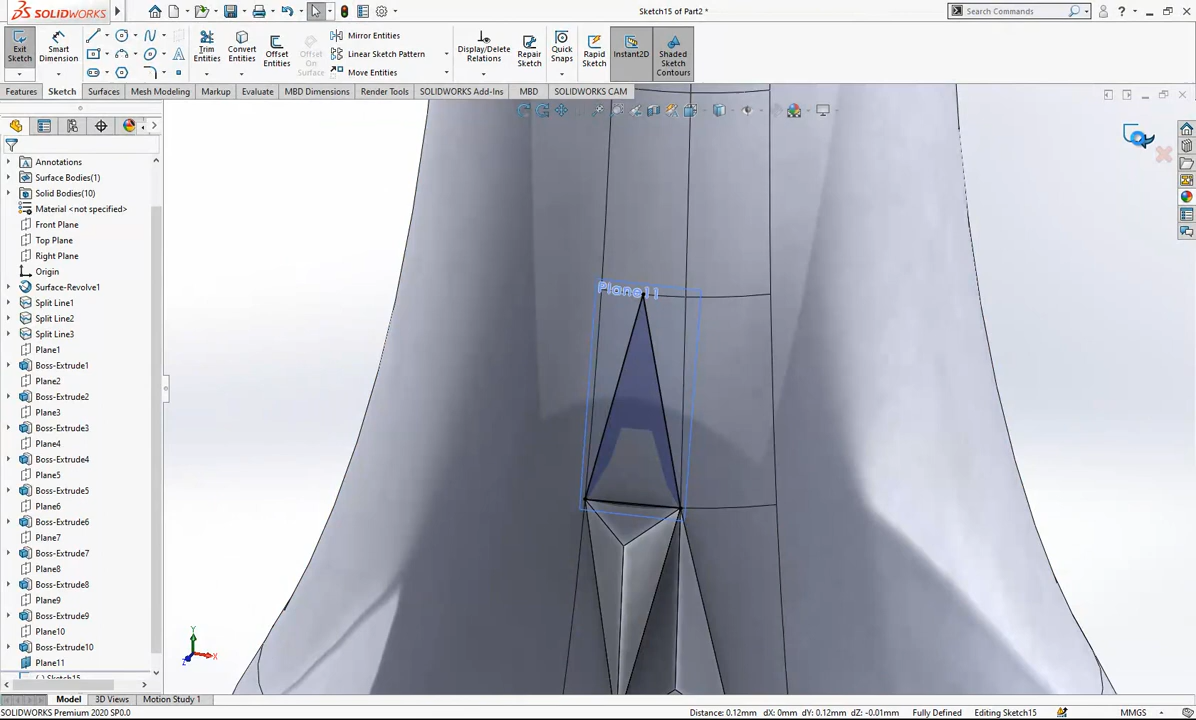 SOLIDWORKS
Sketch15 of Part2 *
Search Commands
Exit Sketch
Smart Dimension
Trim Entities
Convert Entities
Offset Entities
Offset On Surface
Mirror Entities
Linear Sketch Pattern
Move Entities
Display/Delete Relations
Repair Sketch
Quick Snaps
Rapid Sketch
Instant2D
Shaded Sketch Contours
Features
Sketch
Surfaces
Mesh Modeling
Markup
Evaluate
MBD Dimensions
Render Tools
SOLIDWORKS Add-Ins
MBD
SOLIDWORKS CAM
Annotations
Surface Bodies(1)
Solid Bodies(10)
Material <not specified>
Front Plane
Top Plane
Right Plane
Origin
Surface-Revolve1
Split Line1
Split Line2
Split Line3
Plane1
Boss-Extrude1
Plane2
Boss-Extrude2
Plane3
Boss-Extrude3
Plane4
Boss-Extrude4
Plane5
Boss-Extrude5
Plane6
Boss-Extrude6
Plane7
Boss-Extrude7
Plane8
Boss-Extrude8
Plane9
Boss-Extrude9
Plane10
Boss-Extrude10
Plane11
(-) Sketch15
Plane11
Y
X
Z
Model
3D Views
Motion Study 1
SOLIDWORKS Premium 2020 SP0.0
Distance: 0.12mm dX: 0mm dY: 0.12mm dZ: -0.01mm
Fully Defined
Editing Sketch15
MMGS